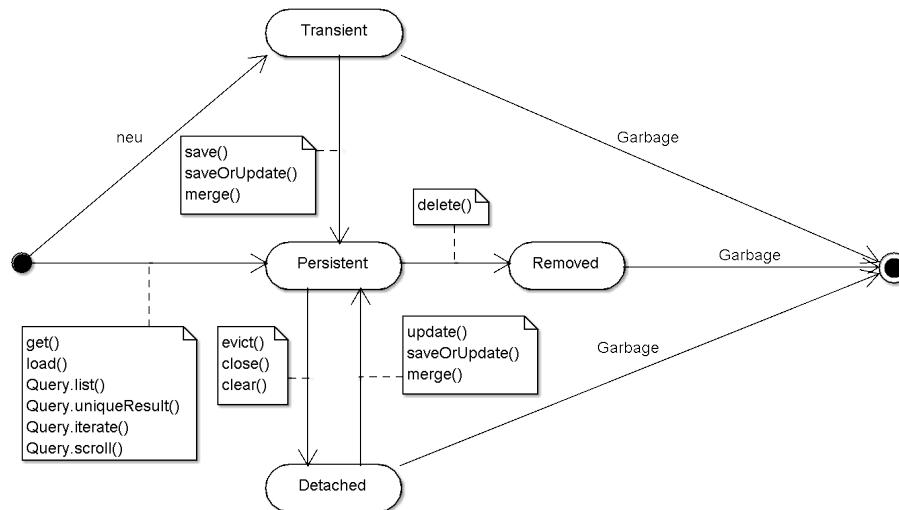 Transient
neu
Garbage
save()
saveOrUpdate()
merge()
delete()
Persistent
Removed
Garbage
get()
load()
Query.list()
Query.uniqueResult()
Query.iterate()
Query.scroll()
evict()
close()
clear()
update()
saveOrUpdate()
merge()
Garbage
Detached